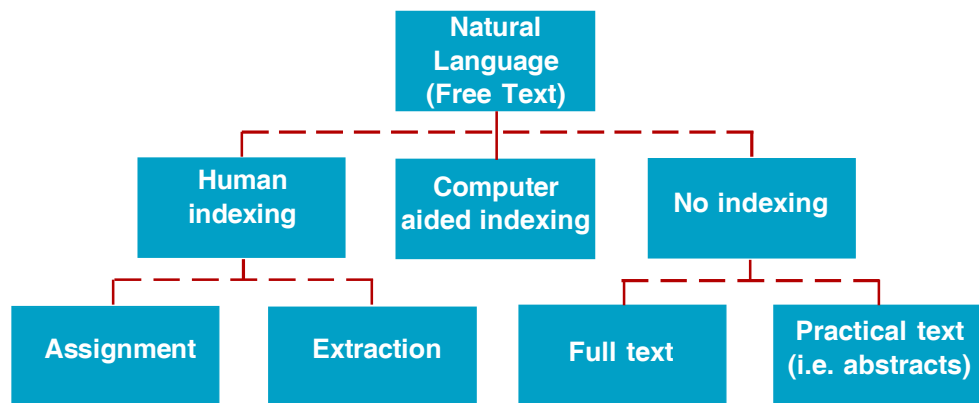 Natural
Language
(Free Text)
Human
indexing
Computer
aided indexing
No indexing
Assignment
Extraction
Full text
Practical text
(i.e. abstracts)